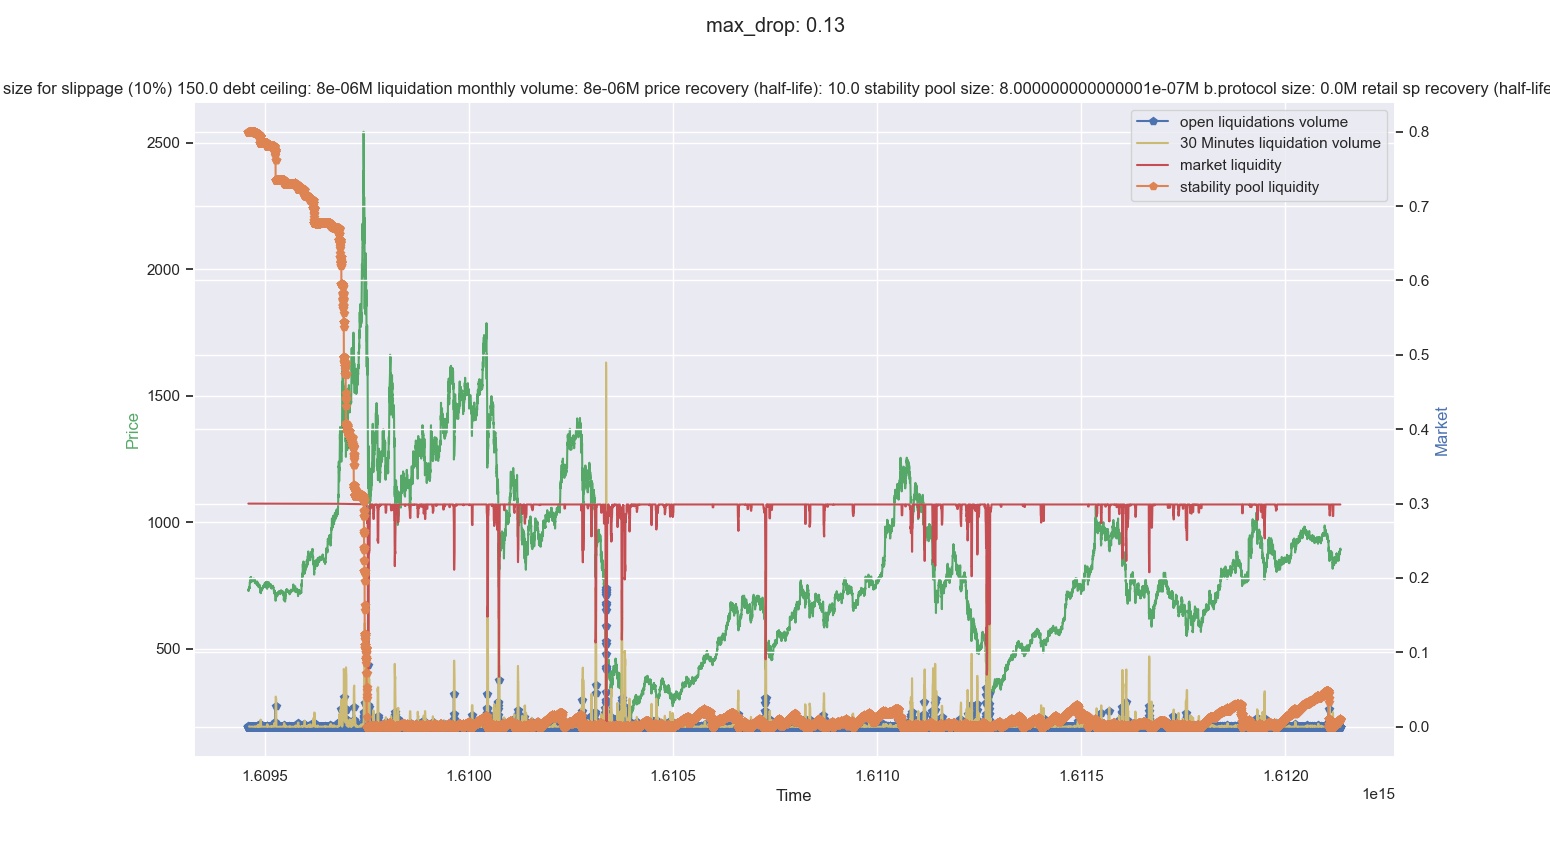 max_drop: 0.13
size for slippage (10%) 150.0 debt ceiling: 8e-06M liquidation monthly volume: 8e-06M price recovery (half-life): 10.0 stability pool size: 8.000000000000001e-07M b.protocol size: 0.0M retail sp recovery (half-life
open liquidations volume
30 Minutes liquidation volume
market liquidity
stability pool liquidity
2500
2000
1500
1000
500
Price
0.8
0.7
0.6
0.5
0.4
0.3
0.2
0.1
0.0
Market
1.6095 1.6100 1.6105 1.6110 1.6115 1.6120
1e15
Time